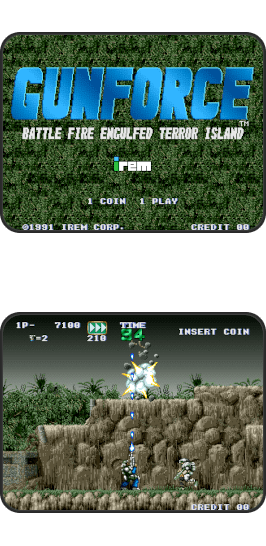 GUNFORCE
TM
BATTLE FIRE ENGULFED TERROR ISLAND
irem
1 COIN 1 PLAY
©1991 IREM CORP. CREDIT 00
1P- 7100 TIME
34 INSERT COIN
=2 210
CREDIT 00